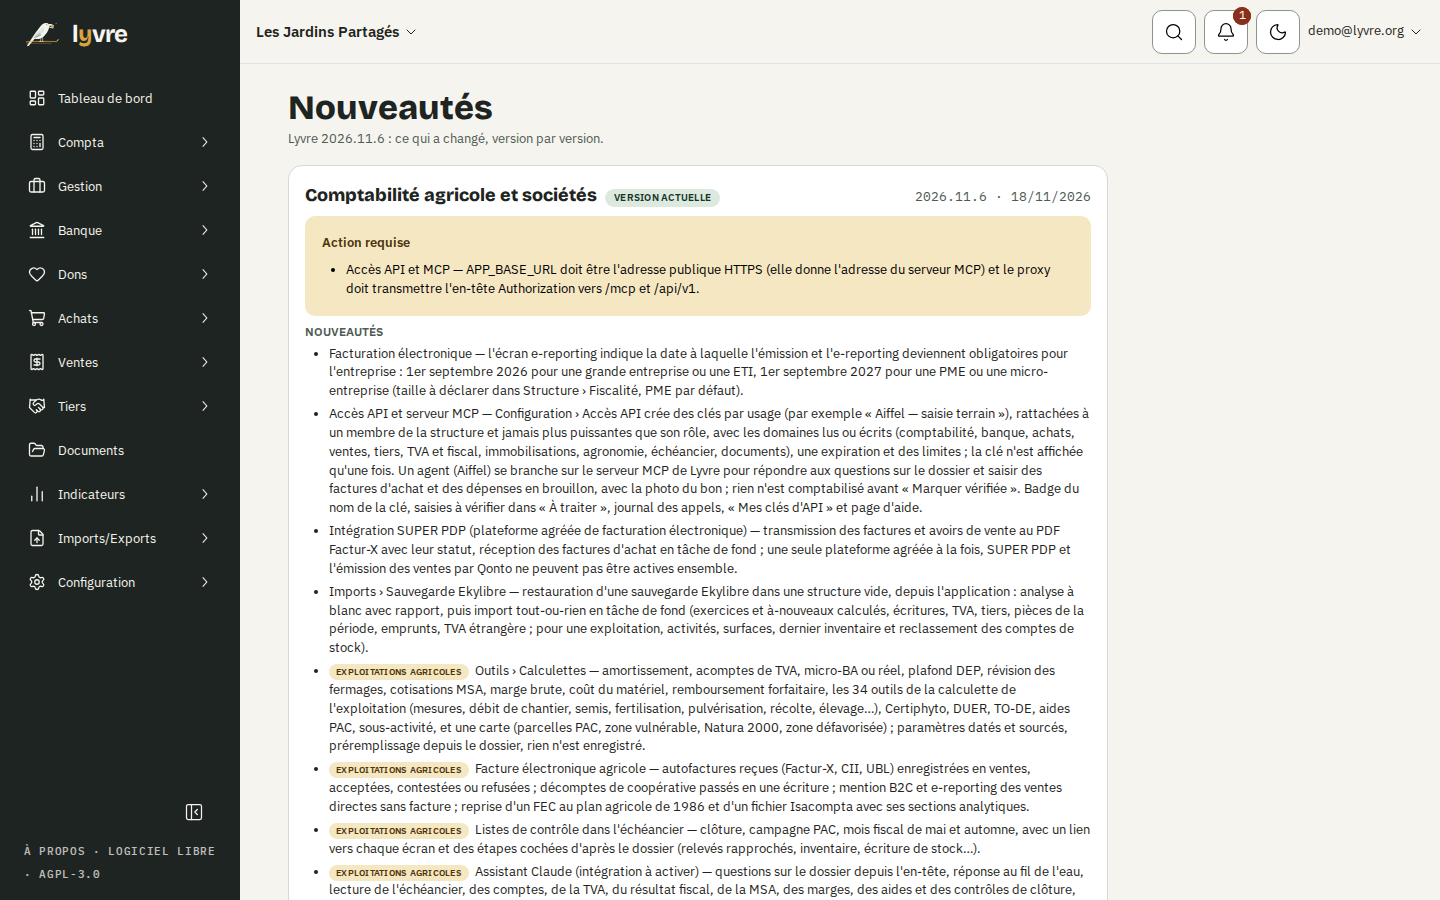 lyvre
Les Jardins Partagés
1
demo@lyvre.org
Tableau de bord
Compta
Gestion
Banque
Dons
Achats
Ventes
Tiers
Documents
Indicateurs
Imports/Exports
Configuration
À PROPOS · LOGICIEL LIBRE
· AGPL-3.0
Nouveautés
Lyvre 2026.11.6 : ce qui a changé, version par version.
Comptabilité agricole et sociétés VERSION ACTUELLE 2026.11.6 · 18/11/2026
Action requise
• Accès API et MCP — APP_BASE_URL doit être l'adresse publique HTTPS (elle donne l'adresse du serveur MCP) et le proxy
doit transmettre l'en-tête Authorization vers /mcp et /api/v1.
NOUVEAUTÉS
• Facturation électronique — l'écran e-reporting indique la date à laquelle l'émission et l'e-reporting deviennent obligatoires pour
l'entreprise : 1er septembre 2026 pour une grande entreprise ou une ETI, 1er septembre 2027 pour une PME ou une micro-
entreprise (taille à déclarer dans Structure › Fiscalité, PME par défaut).
• Accès API et serveur MCP — Configuration › Accès API crée des clés par usage (par exemple « Aiffel — saisie terrain »), rattachées à
un membre de la structure et jamais plus puissantes que son rôle, avec les domaines lus ou écrits (comptabilité, banque, achats,
ventes, tiers, TVA et fiscal, immobilisations, agronomie, échéancier, documents), une expiration et des limites ; la clé n'est affichée
qu'une fois. Un agent (Aiffel) se branche sur le serveur MCP de Lyvre pour répondre aux questions sur le dossier et saisir des
factures d'achat et des dépenses en brouillon, avec la photo du bon ; rien n'est comptabilisé avant « Marquer vérifiée ». Badge du
nom de la clé, saisies à vérifier dans « À traiter », journal des appels, « Mes clés d'API » et page d'aide.
• Intégration SUPER PDP (plateforme agréée de facturation électronique) — transmission des factures et avoirs de vente au PDF
Factur-X avec leur statut, réception des factures d'achat en tâche de fond ; une seule plateforme agréée à la fois, SUPER PDP et
l'émission des ventes par Qonto ne peuvent pas être actives ensemble.
• Imports › Sauvegarde Ekylibre — restauration d'une sauvegarde Ekylibre dans une structure vide, depuis l'application : analyse à
blanc avec rapport, puis import tout-ou-rien en tâche de fond (exercices et à-nouveaux calculés, écritures, TVA, tiers, pièces de la
période, emprunts, TVA étrangère ; pour une exploitation, activités, surfaces, dernier inventaire et reclassement des comptes de
stock).
• EXPLOITATIONS AGRICOLES Outils › Calculettes — amortissement, acomptes de TVA, micro-BA ou réel, plafond DEP, révision des
fermages, cotisations MSA, marge brute, coût du matériel, remboursement forfaitaire, les 34 outils de la calculette de
l'exploitation (mesures, débit de chantier, semis, fertilisation, pulvérisation, récolte, élevage…), Certiphyto, DUER, TO-DE, aides
PAC, sous-activité, et une carte (parcelles PAC, zone vulnérable, Natura 2000, zone défavorisée) ; paramètres datés et sourcés,
préremplissage depuis le dossier, rien n'est enregistré.
• EXPLOITATIONS AGRICOLES Facture électronique agricole — autofactures reçues (Factur-X, CII, UBL) enregistrées en ventes,
acceptées, contestées ou refusées ; décomptes de coopérative passés en une écriture ; mention B2C et e-reporting des ventes
directes sans facture ; reprise d'un FEC au plan agricole de 1986 et d'un fichier Isacompta avec ses sections analytiques.
• EXPLOITATIONS AGRICOLES Listes de contrôle dans l'échéancier — clôture, campagne PAC, mois fiscal de mai et automne, avec un lien
vers chaque écran et des étapes cochées d'après le dossier (relevés rapprochés, inventaire, écriture de stock…).
• EXPLOITATIONS AGRICOLES Assistant Claude (intégration à activer) — questions sur le dossier depuis l'en-tête, réponse au fil de l'eau,
lecture de l'échéancier, des comptes, de la TVA, du résultat fiscal, de la MSA, des marges, des aides et des contrôles de clôture,